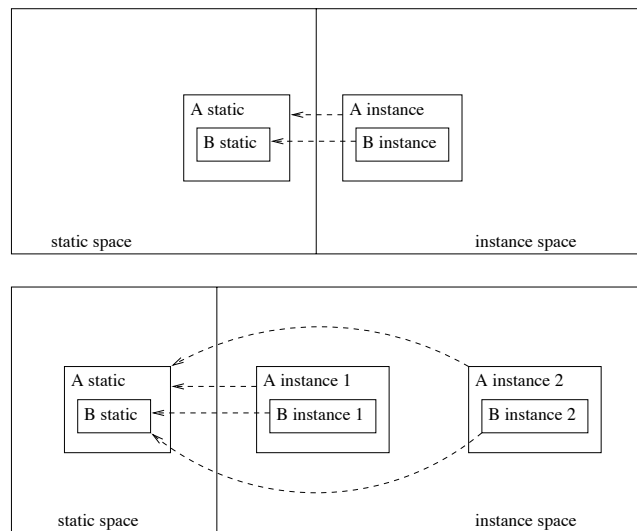 A static
A instance
B static
B instance
static space
instance space
A static
A instance 1
A instance 2
B static
B instance 1
B instance 2
static space
instance space